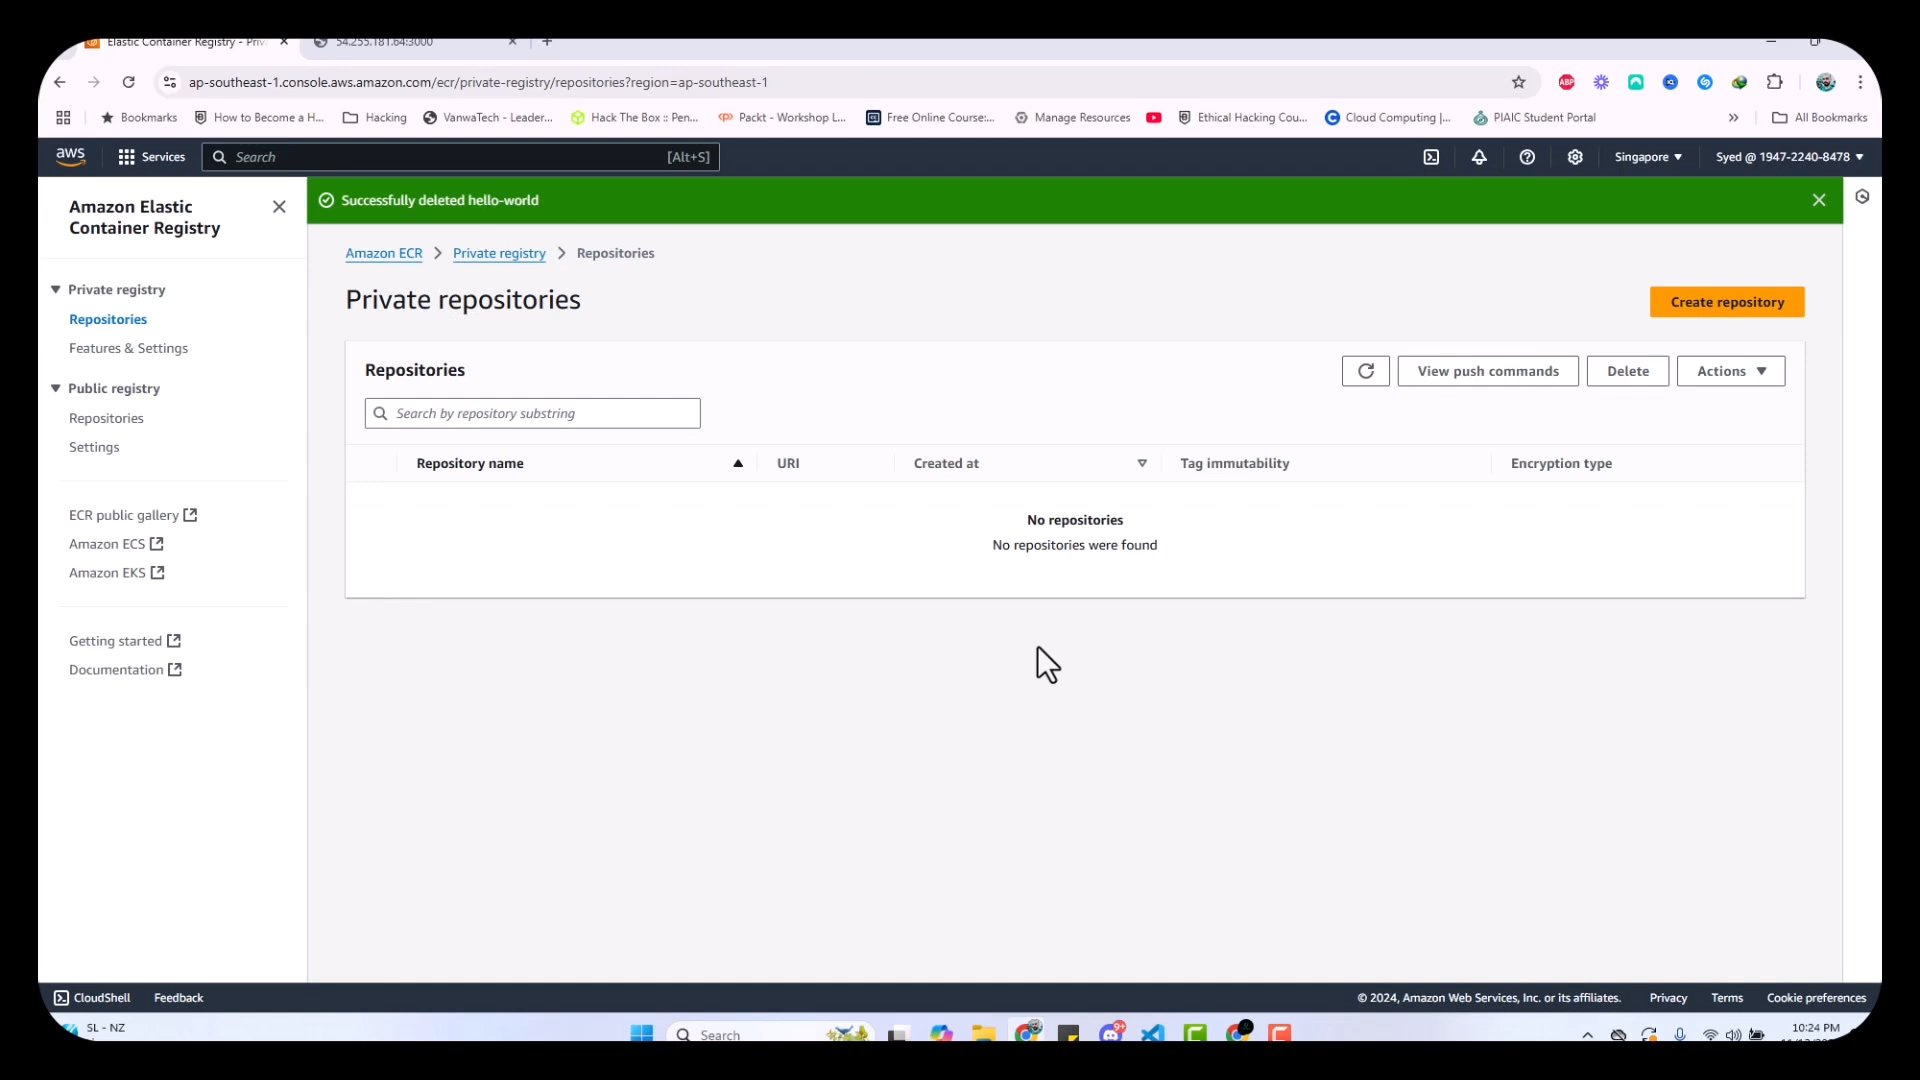 Elastic Container Registry - Priv
54.255.181.64:3000
ap-southeast-1.console.aws.amazon.com/ecr/private-registry/repositories?region=ap-southeast-1
ABP
Bookmarks
How to Become a H...
Hacking
VanwaTech - Leader...
Hack The Box :: Pen...
Packt - Workshop L...
Free Online Course:...
Manage Resources
Ethical Hacking Cou...
Cloud Computing |...
PIAIC Student Portal
All Bookmarks
aws
Services
Search
[Alt+S]
Singapore
Syed @ 1947-2240-8478
Amazon Elastic
Container Registry
Private registry
Repositories
Features & Settings
Public registry
Repositories
Settings
ECR public gallery
Amazon ECS
Amazon EKS
Getting started
Documentation
Successfully deleted hello-world
Amazon ECR
Private registry
Repositories
Private repositories
Create repository
Repositories
View push commands
Delete
Actions
Search by repository substring
Repository name
URI
Created at
Tag immutability
Encryption type
No repositories
No repositories were found
CloudShell
Feedback
© 2024, Amazon Web Services, Inc. or its affiliates.
Privacy
Terms
Cookie preferences
SL - NZ
Search
9+
10:24 PM